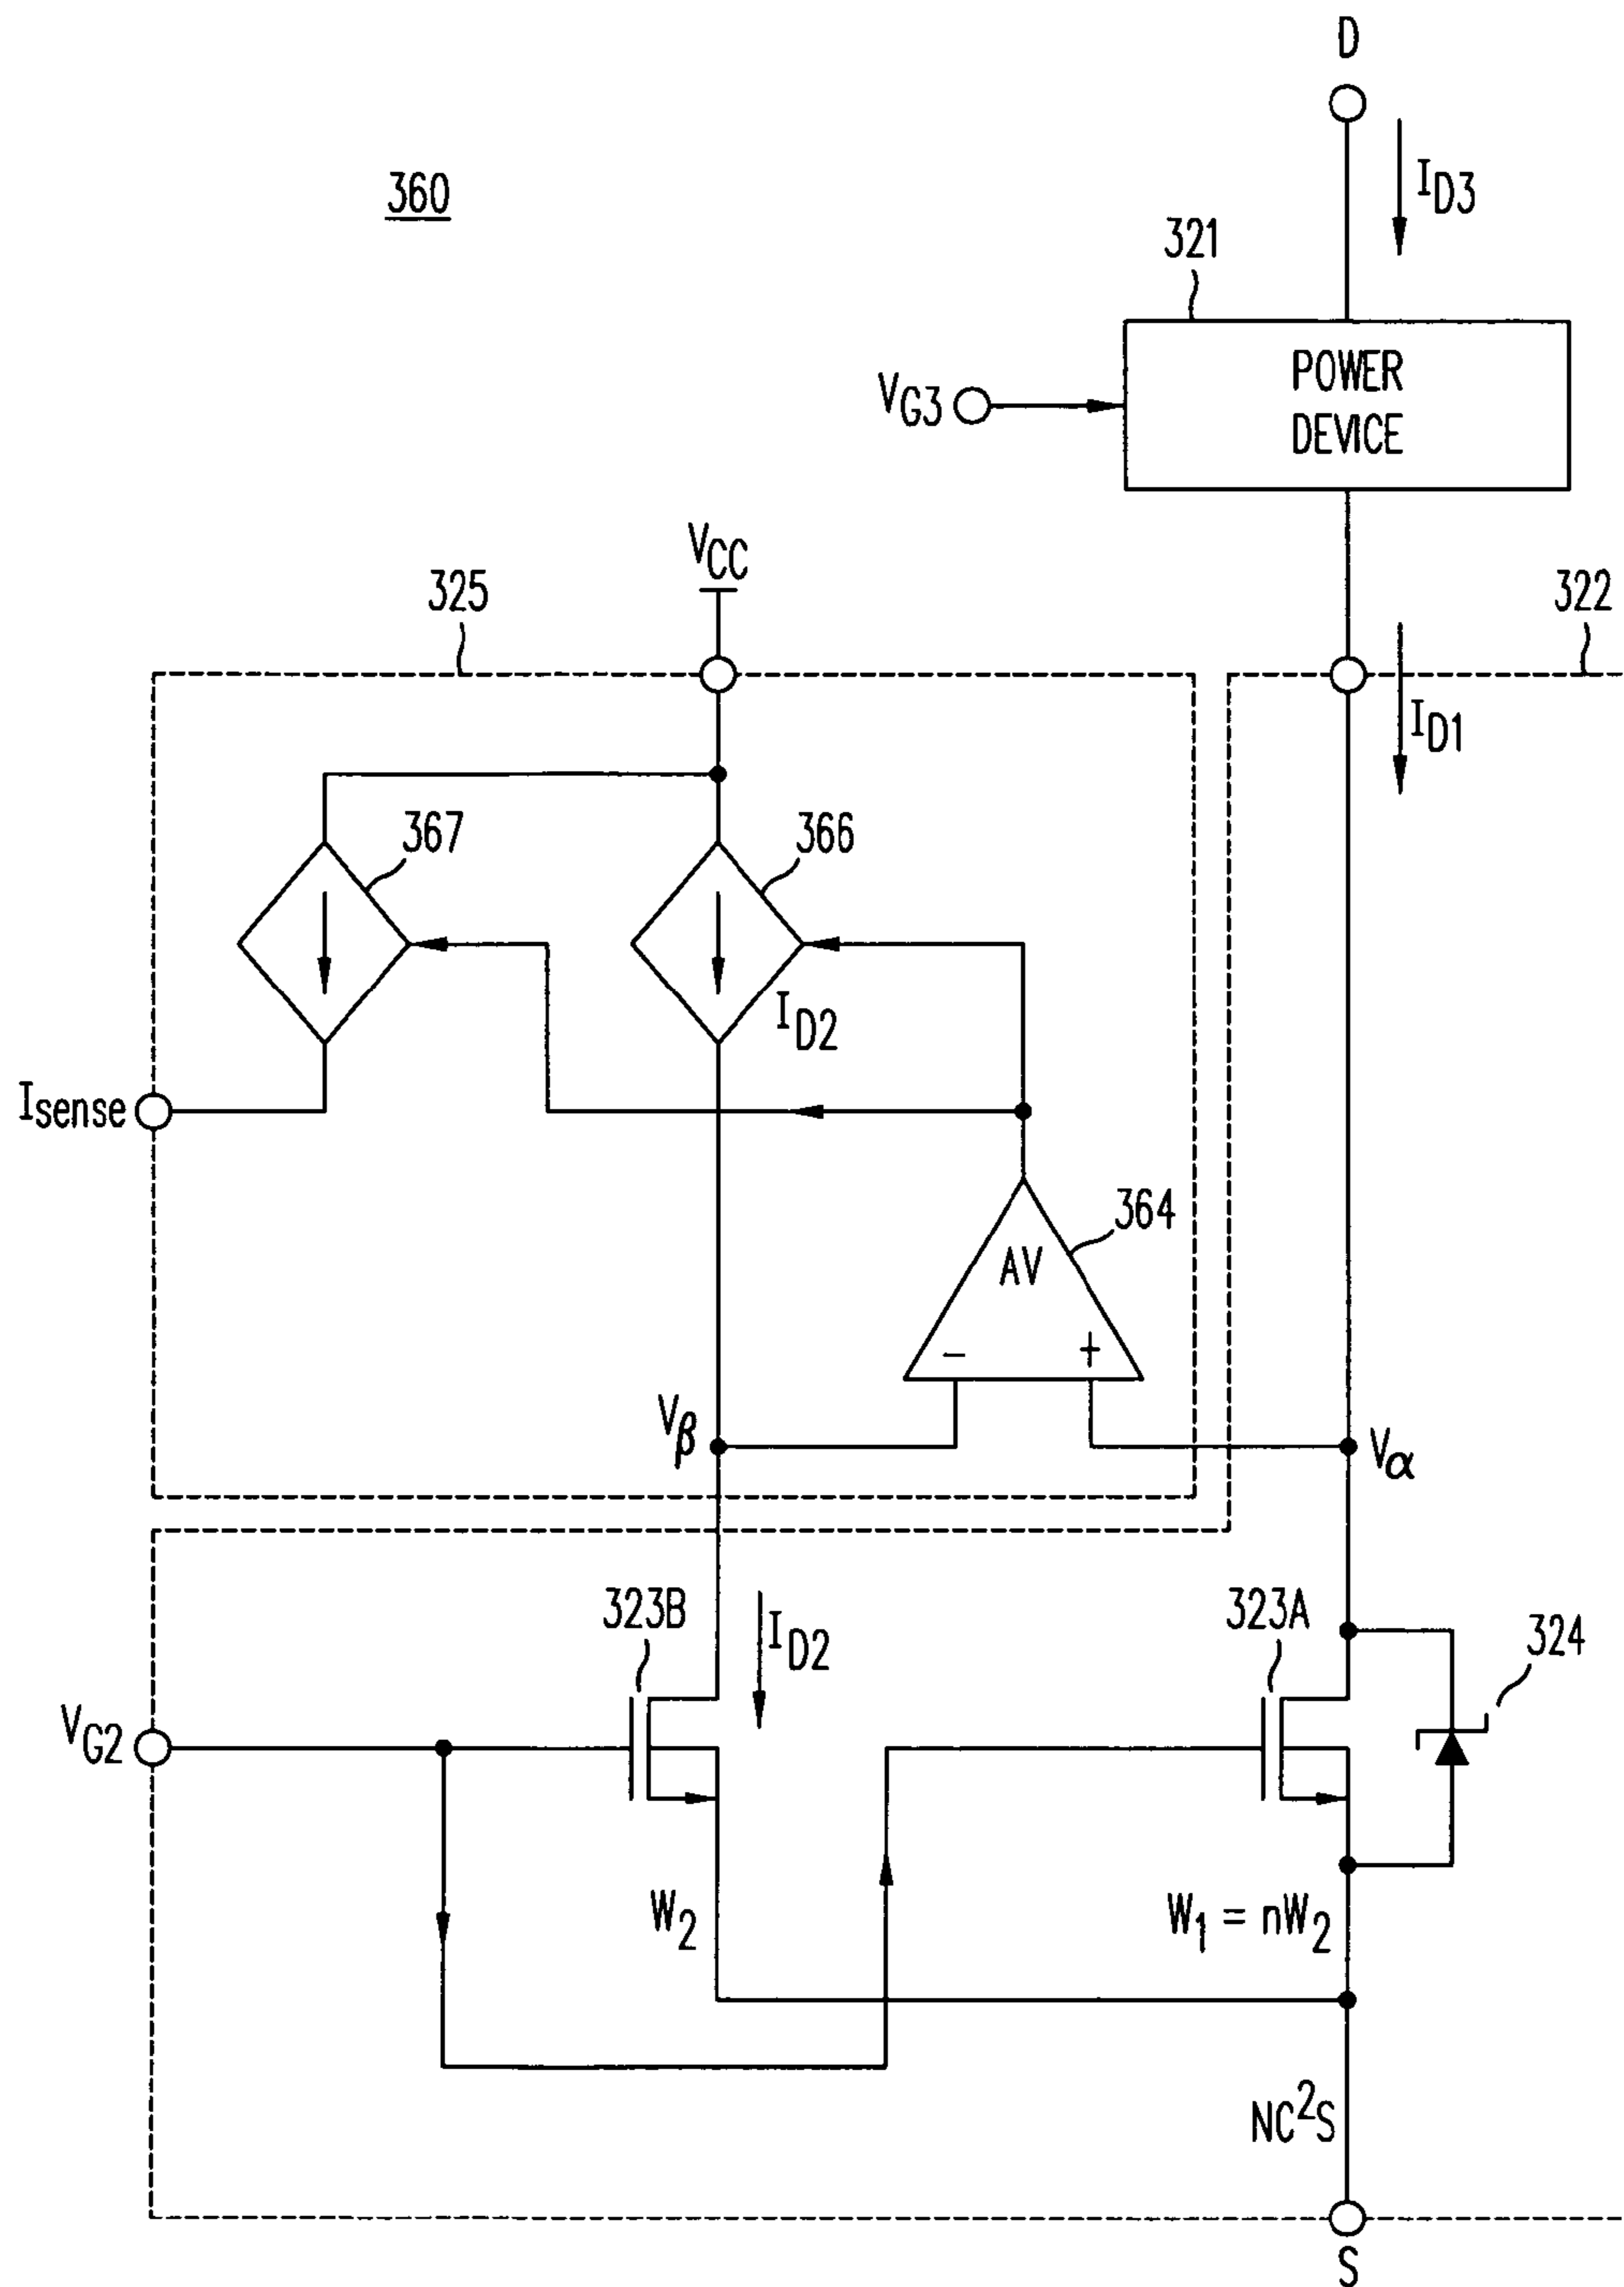 D
360
I_D3
321
V_G3
POWER
DEVICE
V_CC
325
322
I_D1
367
366
I_D2
I_sense
364
AV
- +
V_β
V_α
323B
I_D2
323A
324
V_G2
W_2
W_1 = nW_2
NC²S
S